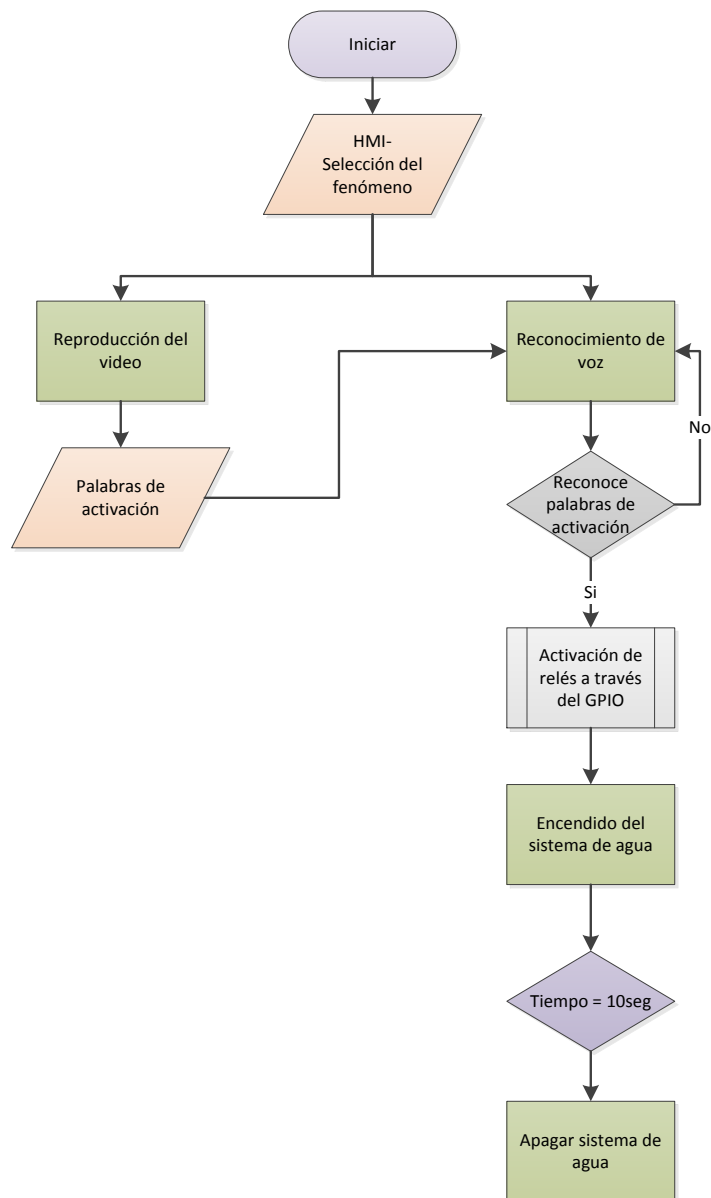 Iniciar
HMI-
Selección del
fenómeno
Reproducción del
video
Reconocimiento de
voz
No
Palabras de
activación
Reconoce
palabras de
activación
Si
Activación de
relés a través
del GPIO
Encendido del
sistema de agua
Tiempo = 10seg
Apagar sistema de
agua